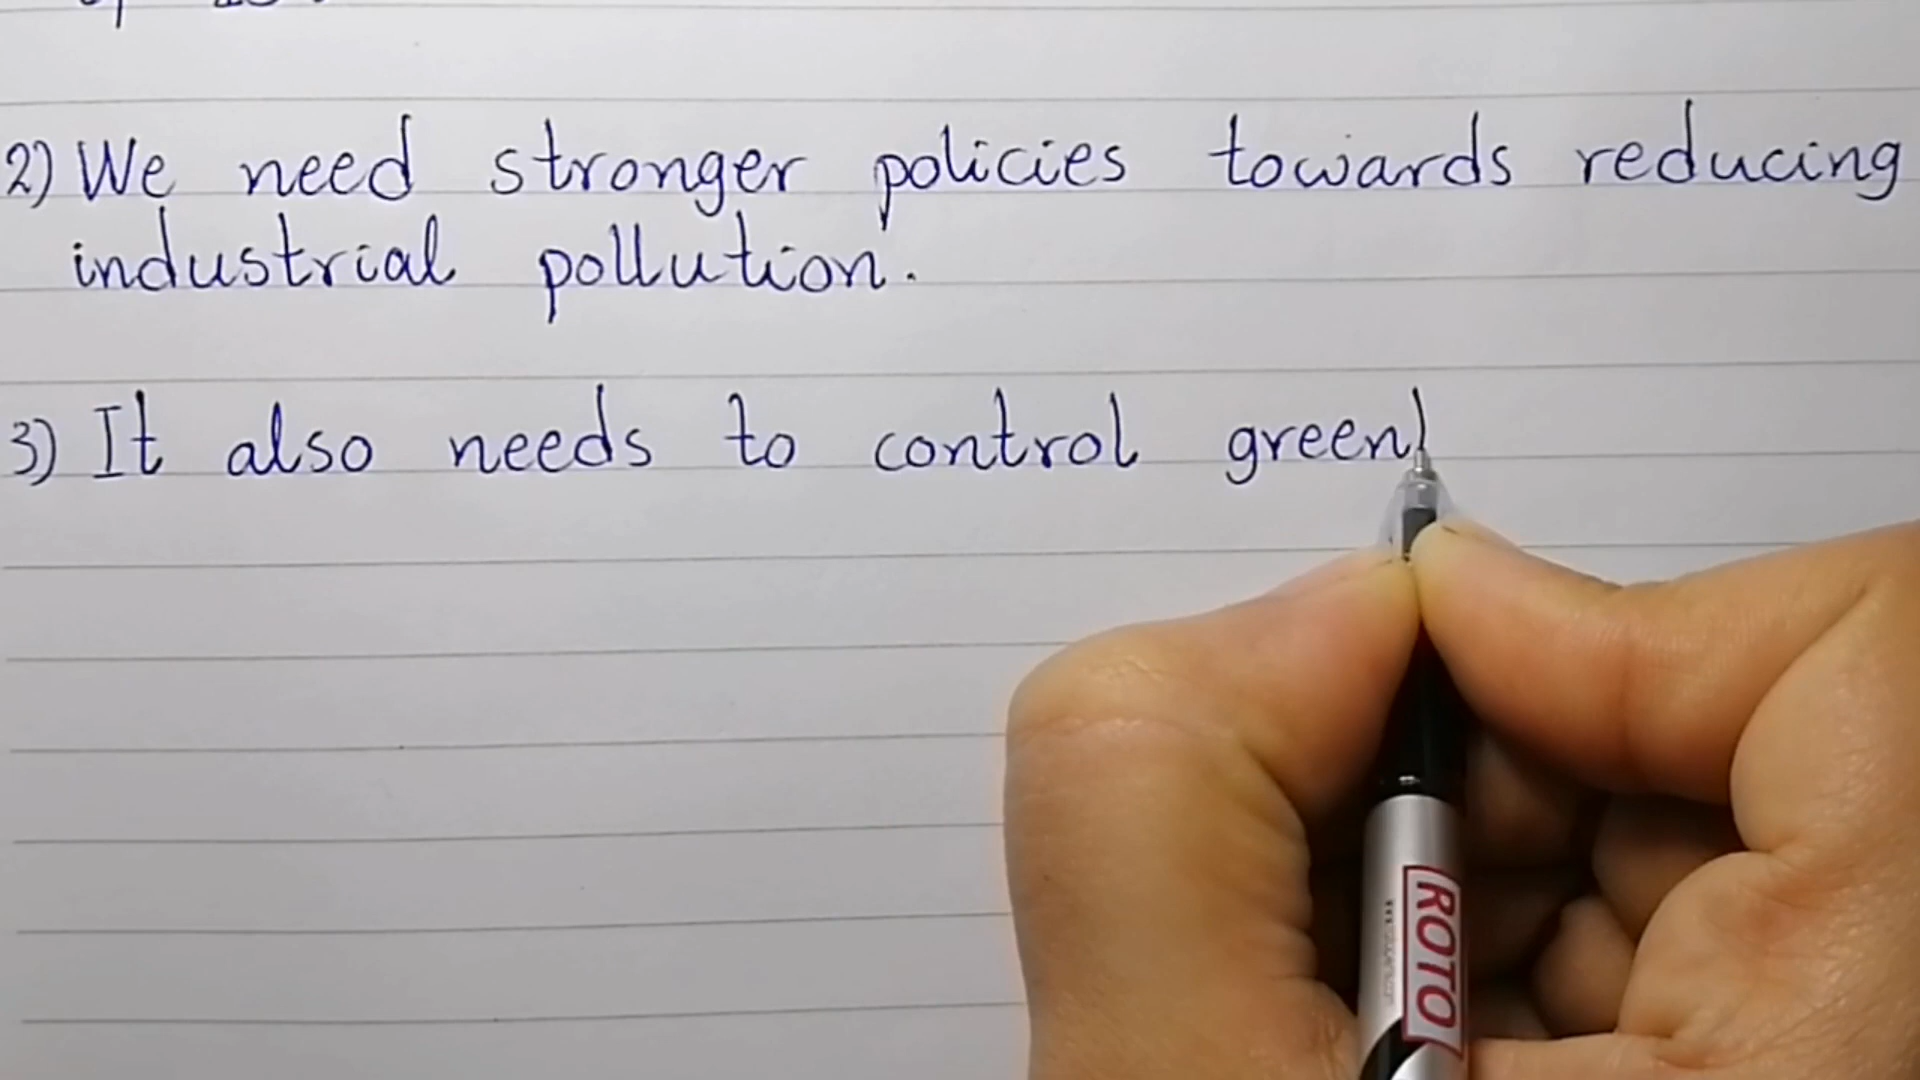 2) We need stronger policies towards reducing
industrial pollution.
3) It also needs to control green
ROTO